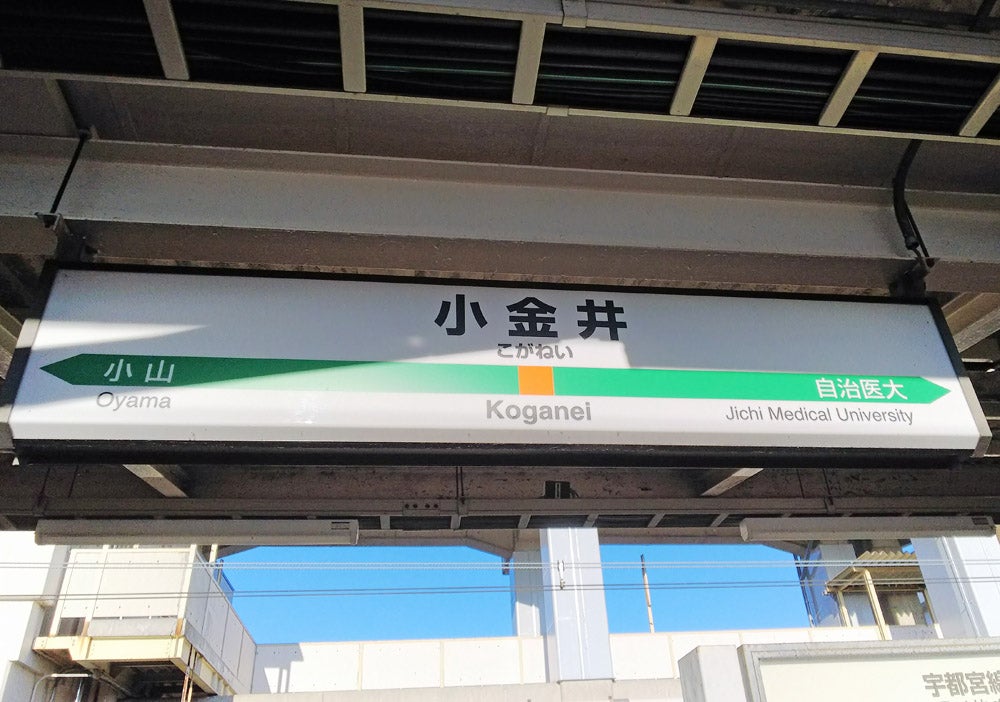 小金井
こがねい
小山
自治医大
Oyama
Koganei
Jichi Medical University
宇都宮線